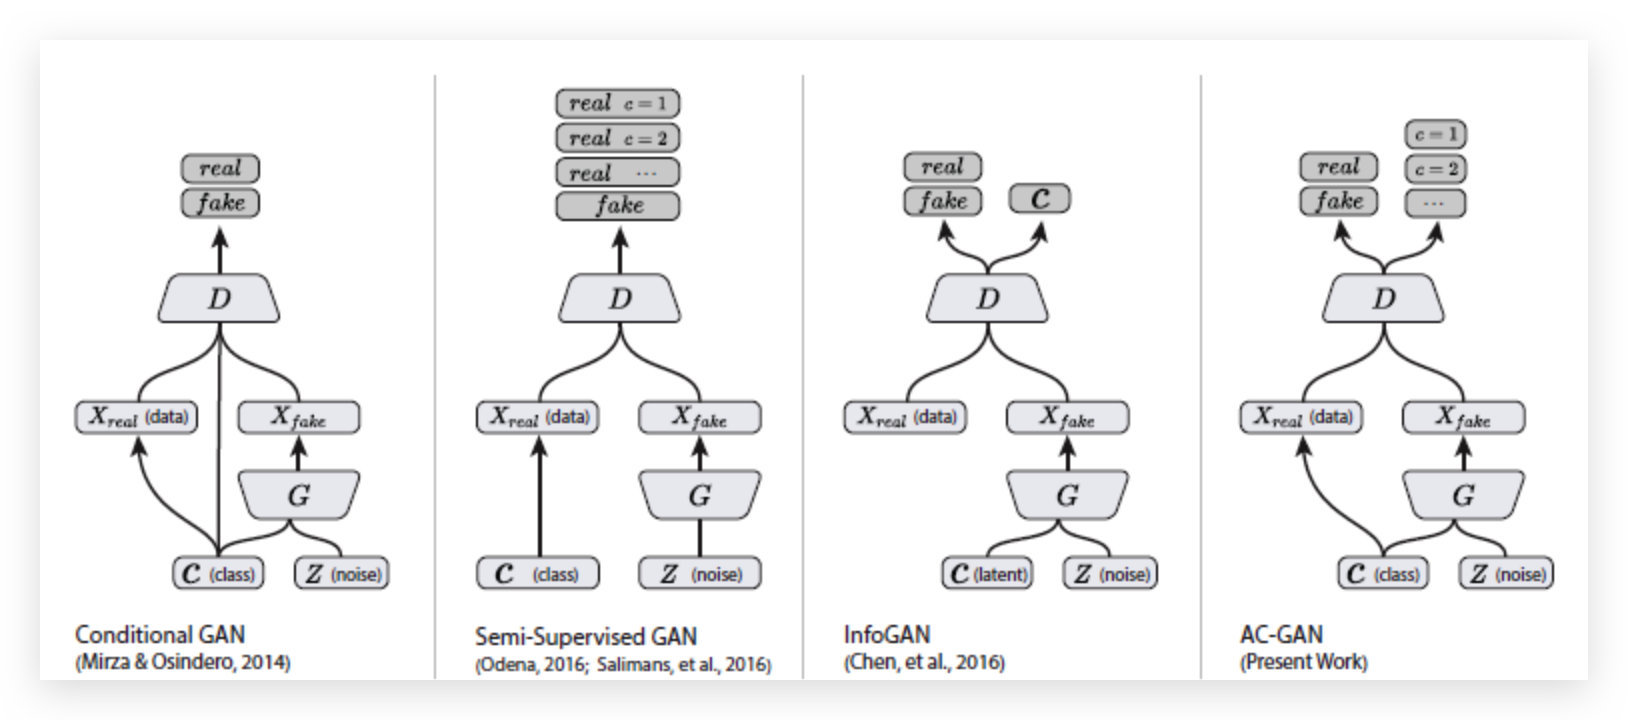 real
fake
D
X_real (data)
X_fake
G
C (class)
Z (noise)
Conditional GAN
(Mirza & Osindero, 2014)
real c = 1
real c = 2
real ...
fake
D
X_real (data)
X_fake
G
C (class)
Z (noise)
Semi-Supervised GAN
(Odena, 2016; Salimans, et al., 2016)
real
fake
C
D
X_real (data)
X_fake
G
C (latent)
Z (noise)
InfoGAN
(Chen, et al., 2016)
real
fake
c = 1
c = 2
...
D
X_real (data)
X_fake
G
C (class)
Z (noise)
AC-GAN
(Present Work)